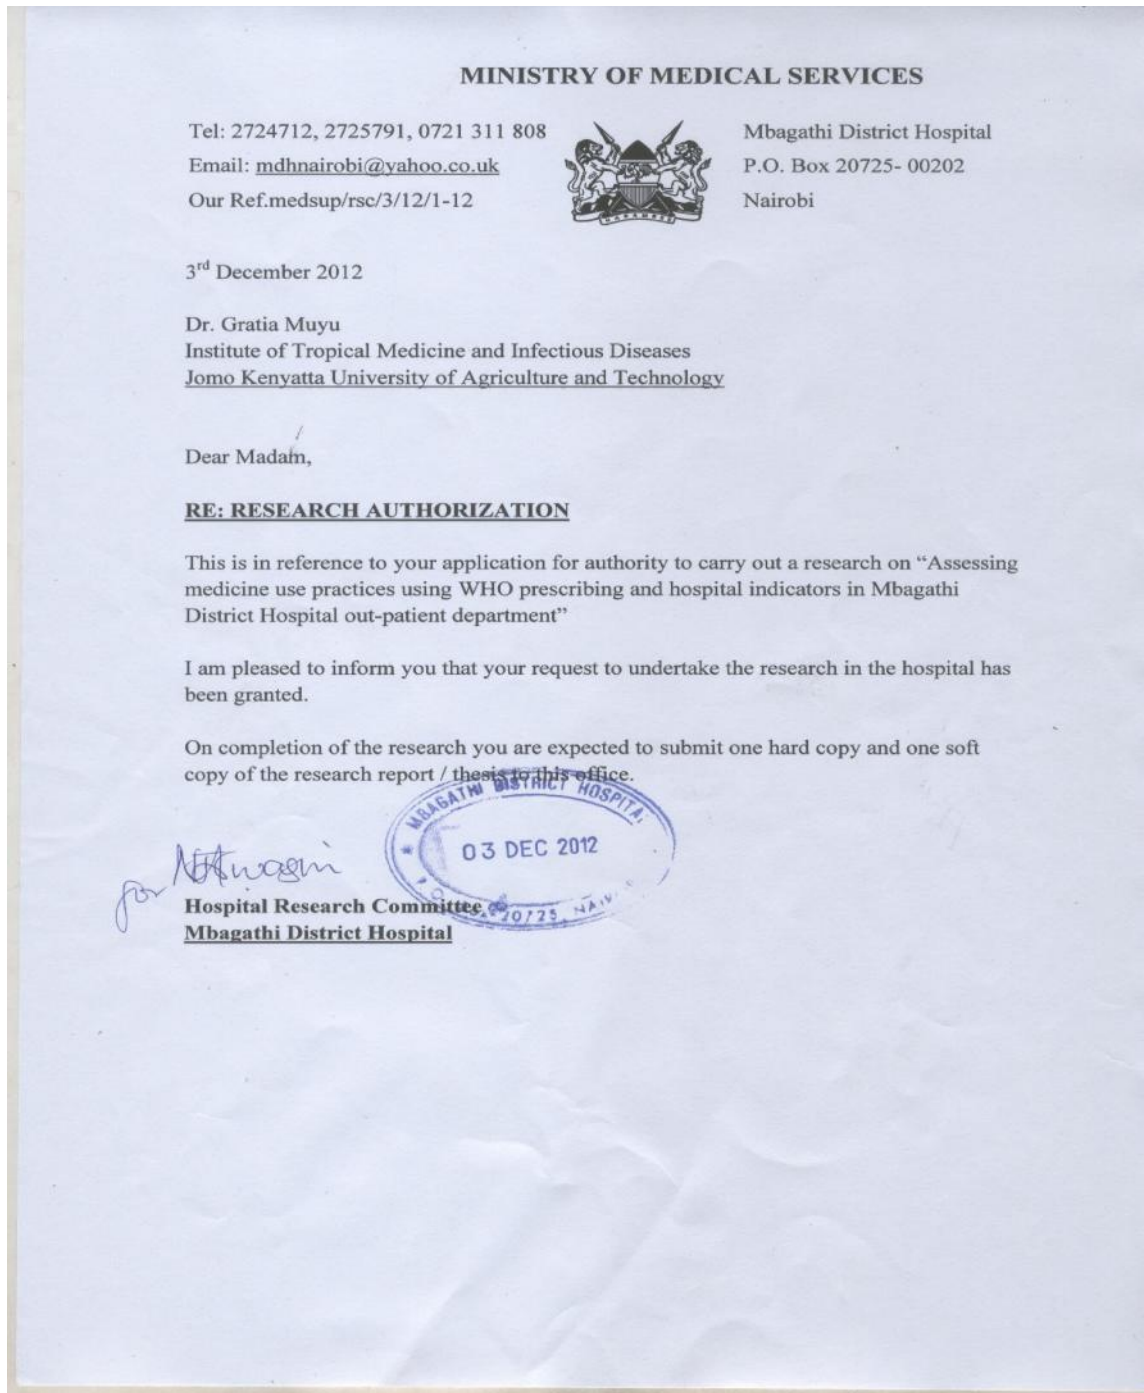 MINISTRY OF MEDICAL SERVICES
Tel: 2724712, 2725791, 0721 311 808
Email: mdhnairobi@yahoo.co.uk
Our Ref.medsup/rsc/3/12/1-12
Mbagathi District Hospital
P.O. Box 20725- 00202
Nairobi
HARAMBEE
3rd December 2012
Dr. Gratia Muyu
Institute of Tropical Medicine and Infectious Diseases
Jomo Kenyatta University of Agriculture and Technology
Dear Madam,
RE: RESEARCH AUTHORIZATION
This is in reference to your application for authority to carry out a research on “Assessing
medicine use practices using WHO prescribing and hospital indicators in Mbagathi
District Hospital out-patient department”
I am pleased to inform you that your request to undertake the research in the hospital has
been granted.
On completion of the research you are expected to submit one hard copy and one soft
copy of the research report / thesis to this office.
MBAGATHI DISTRICT HOSPITAL
03 DEC 2012
for
Hospital Research Committee
Mbagathi District Hospital